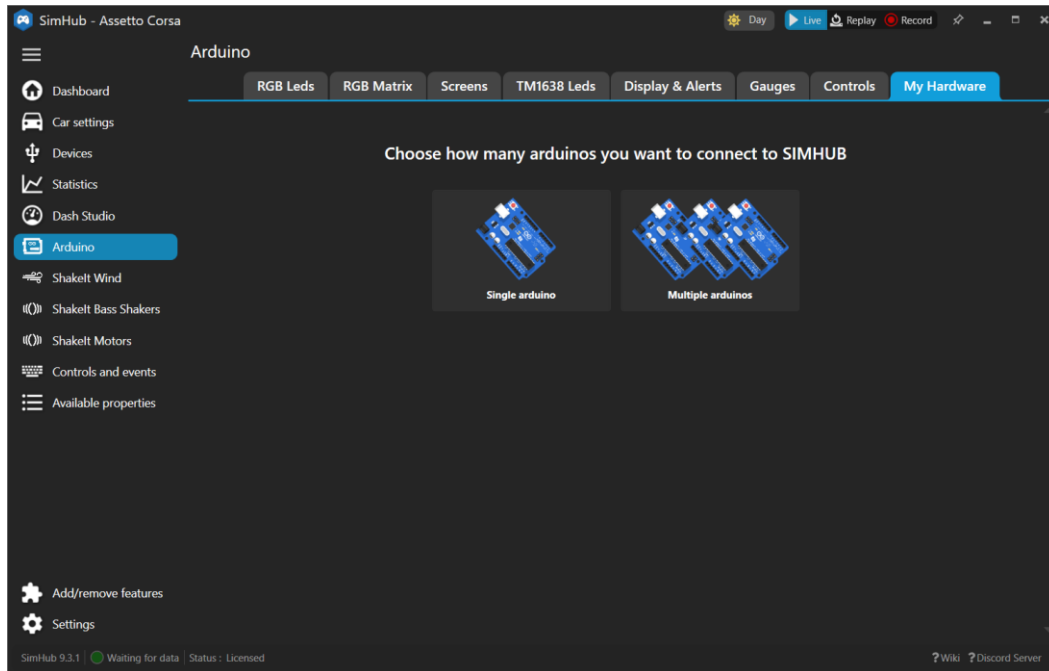 SimHub - Assetto Corsa
Day
Live
Replay
Record
Arduino
RGB Leds
RGB Matrix
Screens
TM1638 Leds
Display & Alerts
Gauges
Controls
My Hardware
Dashboard
Car settings
Devices
Statistics
Dash Studio
Arduino
ShakeIt Wind
ShakeIt Bass Shakers
ShakeIt Motors
Controls and events
Available properties
Choose how many arduinos you want to connect to SIMHUB
Single arduino
Multiple arduinos
Add/remove features
Settings
SimHub 9.3.1
Waiting for data
Status : Licensed
? Wiki
? Discord Server